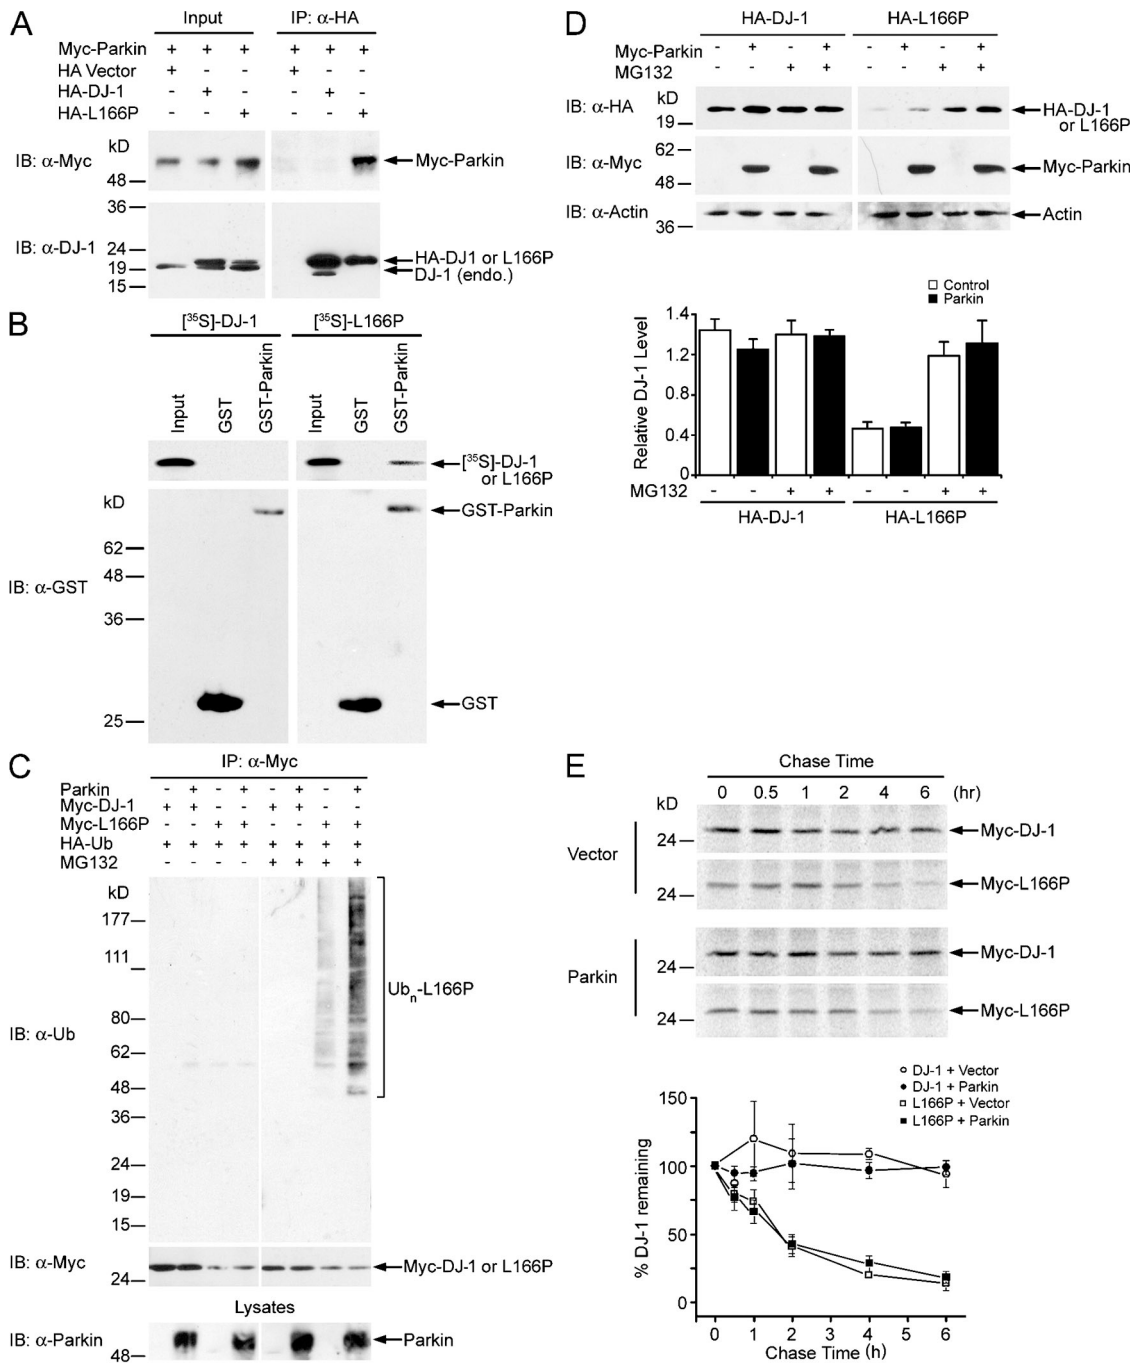 A
Input
IP: α-HA
Myc-Parkin + + + + + +
HA Vector + - - + - -
HA-DJ-1 - + - - + -
HA-L166P - - + - - +
kD
IB: α-Myc
Myc-Parkin
48
36
IB: α-DJ-1
24
HA-DJ1 or L166P
19
DJ-1 (endo.)
15
B
[³⁵S]-DJ-1
[³⁵S]-L166P
Input
GST
GST-Parkin
Input
GST
GST-Parkin
[³⁵S]-DJ-1
or L166P
kD
GST-Parkin
62
48
IB: α-GST
36
GST
25
C
IP: α-Myc
Parkin - + - + - + - +
Myc-DJ-1 + + - - + + - -
Myc-L166P - - + + - - + +
HA-Ub + + + + + + + +
MG132 - - - - + + + +
kD
177
111
Ubₙ-L166P
80
IB: α-Ub
62
48
36
24
19
15
IB: α-Myc
Myc-DJ-1 or L166P
24
Lysates
IB: α-Parkin
Parkin
48
D
HA-DJ-1
HA-L166P
Myc-Parkin - + - + - + - +
MG132 - - + + - - + +
IB: α-HA
kD
19
HA-DJ-1
or L166P
62
IB: α-Myc
Myc-Parkin
48
IB: α-Actin
Actin
36
Control
Parkin
Relative DJ-1 Level
1.4
1.2
0.8
0.4
0
MG132 - - + + - - + +
HA-DJ-1
HA-L166P
E
Chase Time
0 0.5 1 2 4 6 (hr)
kD
Vector
24
Myc-DJ-1
24
Myc-L166P
Parkin
24
Myc-DJ-1
24
Myc-L166P
DJ-1 + Vector
DJ-1 + Parkin
L166P + Vector
L166P + Parkin
% DJ-1 remaining
150
100
50
0
0 1 2 3 4 5 6
Chase Time (h)